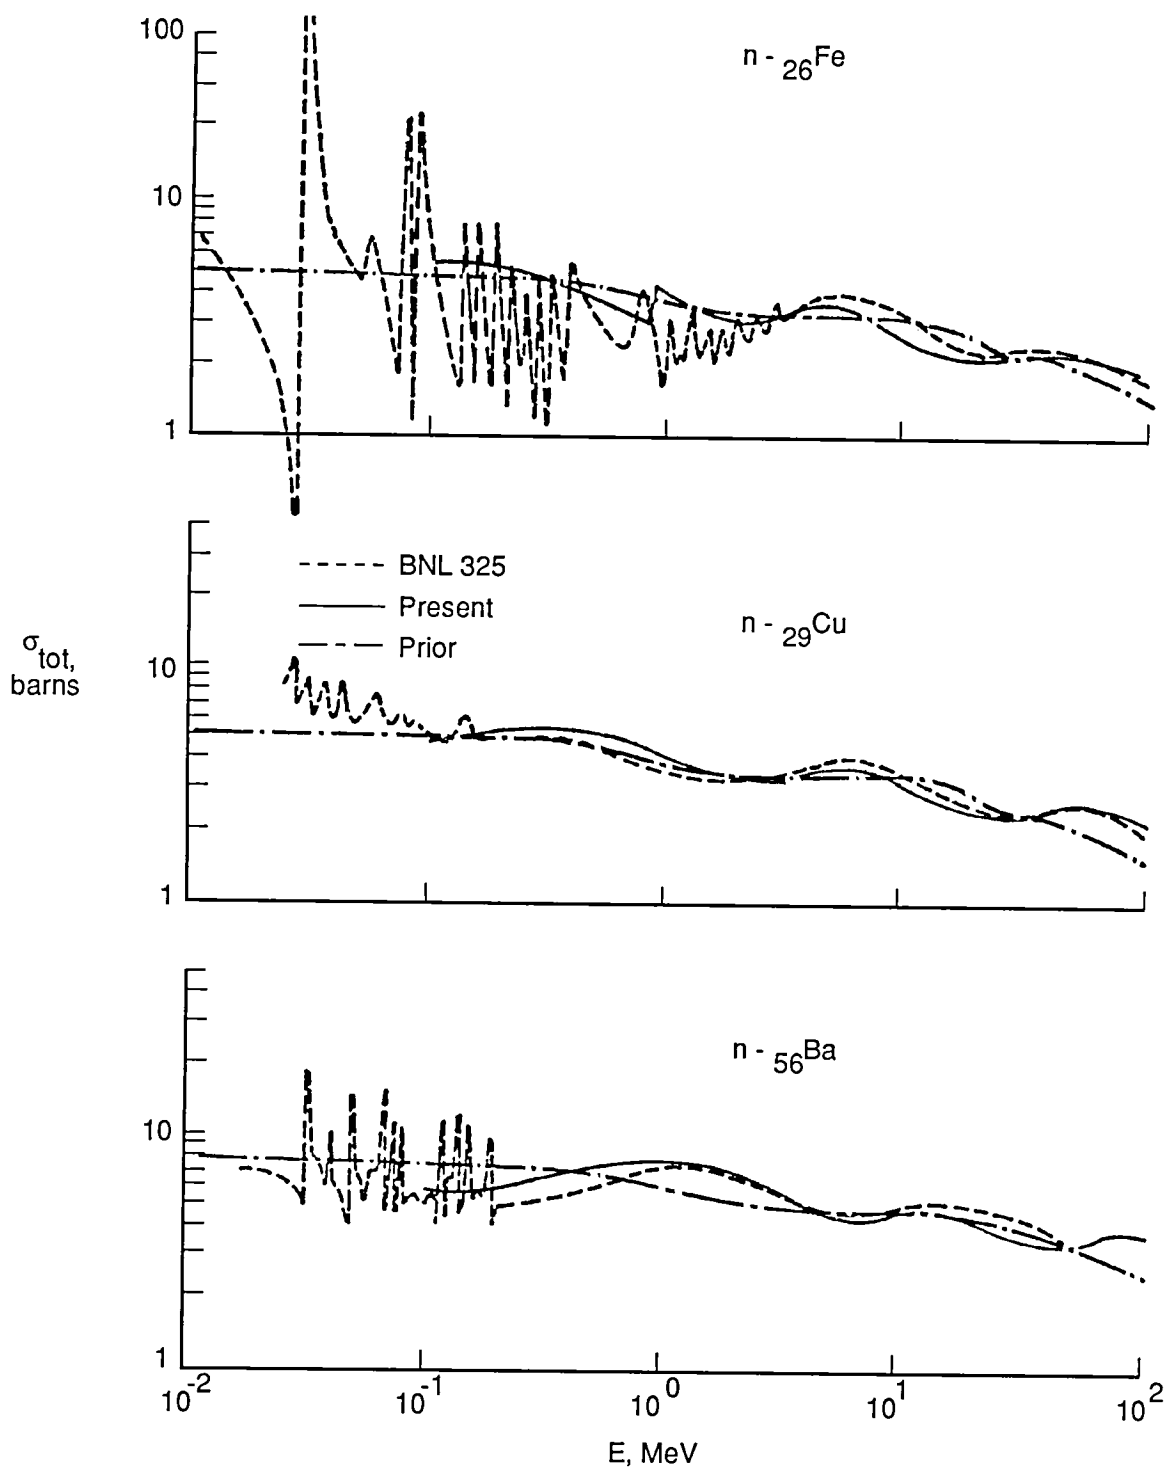 100
n - 26Fe
10
1
BNL 325
Present
Prior
n - 29Cu
σtot,
barns
10
1
n - 56Ba
10
1
10-2
10-1
100
101
102
E, MeV